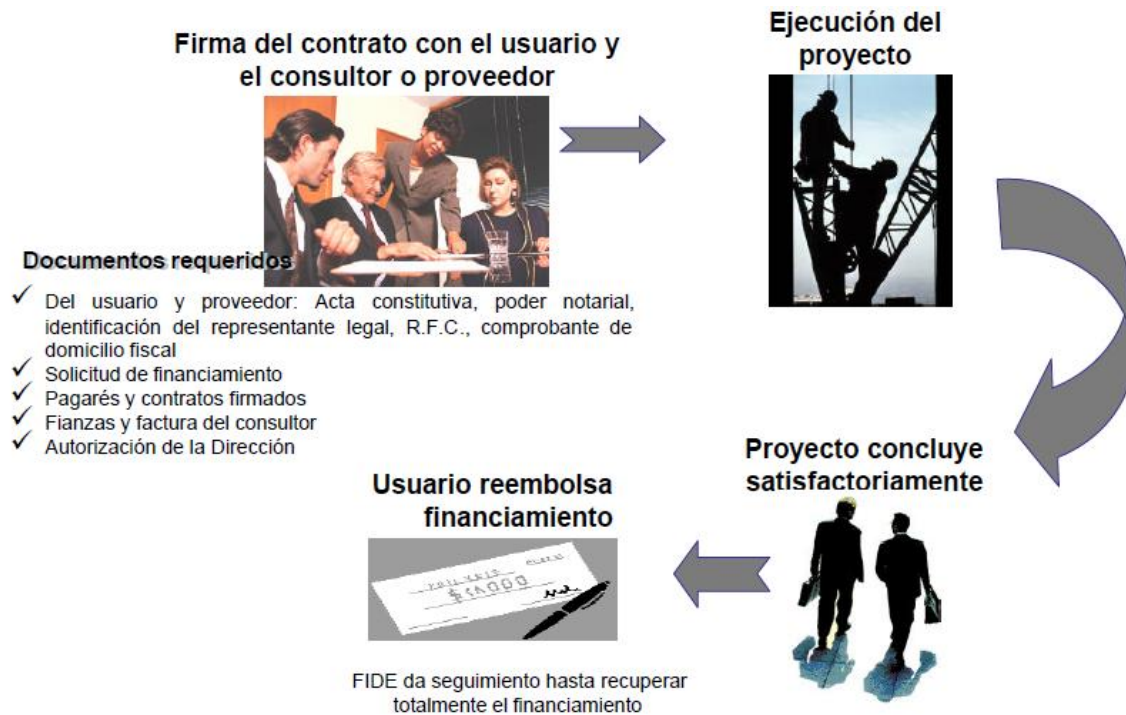 Firma del contrato con el usuario y
el consultor o proveedor
Ejecución del
proyecto
Documentos requeridos
✓ Del usuario y proveedor: Acta constitutiva, poder notarial,
identificación del representante legal, R.F.C., comprobante de
domicilio fiscal
✓ Solicitud de financiamiento
✓ Pagarés y contratos firmados
✓ Fianzas y factura del consultor
✓ Autorización de la Dirección
Proyecto concluye
satisfactoriamente
Usuario reembolsa
financiamiento
FIDE da seguimiento hasta recuperar
totalmente el financiamiento